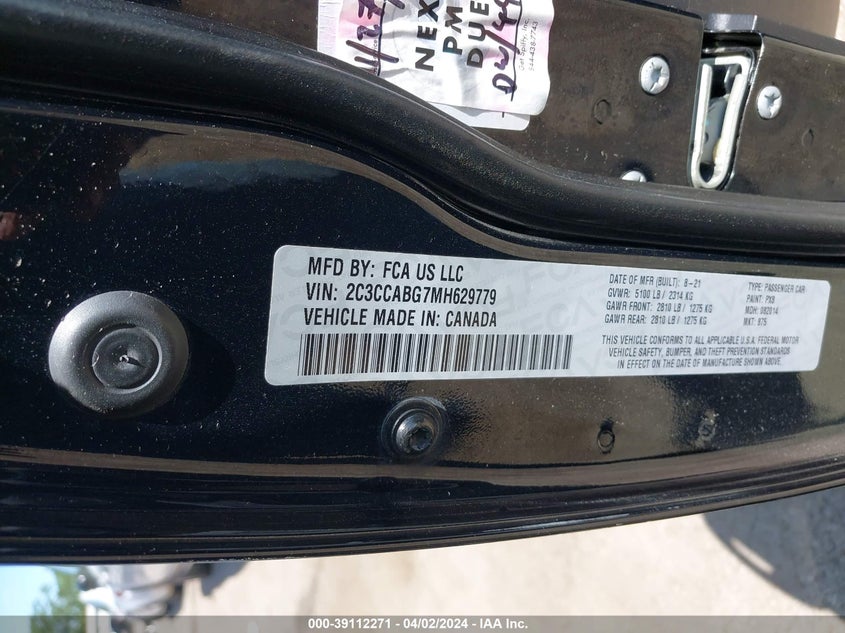 NEX
PM
DUE
MFD BY: FCA US LLC
VIN: 2C3CCABG7MH629779
VEHICLE MADE IN: CANADA
DATE OF MFR (BUILT): 8-21
GVWR: 5100 LB / 2314 KG
GAWR FRONT: 2810 LB / 1275 KG
GAWR REAR: 2810 LB / 1275 KG
TYPE: PASSENGER CAR
PAINT: PX8
MDH: 082014
MKT: 875
THIS VEHICLE CONFORMS TO ALL APPLICABLE U.S.A. FEDERAL MOTOR
VEHICLE SAFETY, BUMPER, AND THEFT PREVENTION STANDARDS
IN EFFECT ON THE DATE OF MANUFACTURE SHOWN ABOVE.
000-39112271 - 04/02/2024 - IAA Inc.